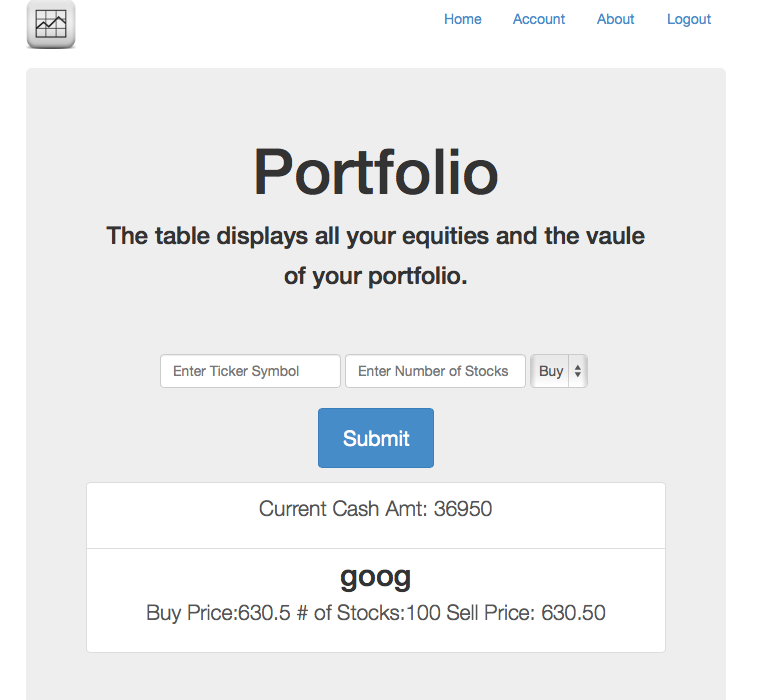 Home Account About Logout
Portfolio
The table displays all your equities and the vaule
of your portfolio.
Enter Ticker Symbol Enter Number of Stocks Buy
Submit
Current Cash Amt: 36950
goog
Buy Price:630.5 # of Stocks:100 Sell Price: 630.50